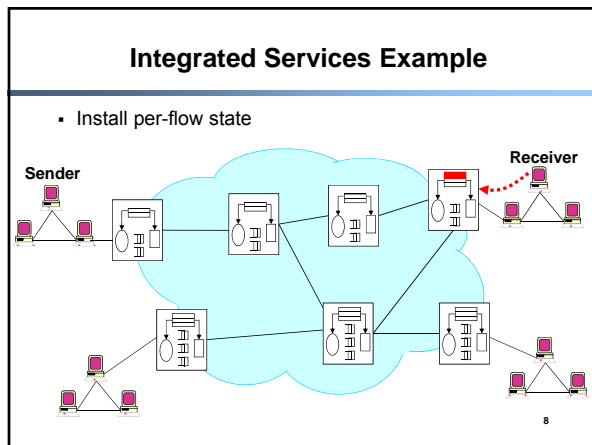 Integrated Services Example
▪ Install per-flow state
Sender
Receiver
8